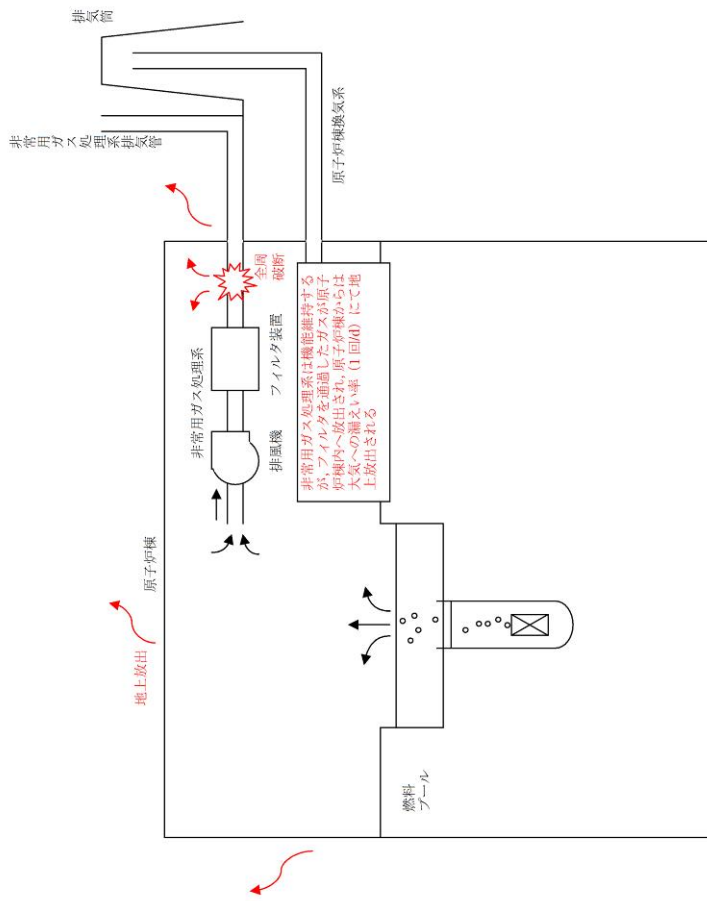 排気筒
非常用ガス処理系排気管
原子炉棟換気系
全周
破断
非常用ガス処理系
フィルタ装置
排風機
非常用ガス処理系は機能維持する
が，フィルタを通過したガスが原子
炉棟内へ放出され，原子炉棟からは
大気への漏えい率（1回/d）にて地
上放出される
原子炉棟
地上放出
燃料
プール